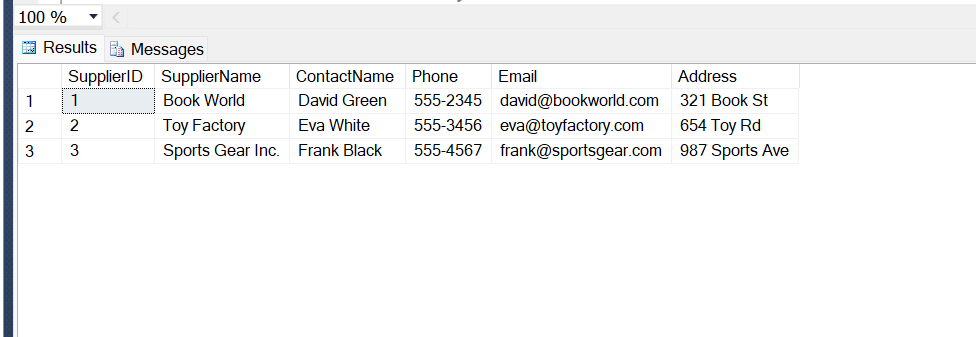 100 %
Results Messages
SupplierID SupplierName ContactName Phone Email Address
1 1 Book World David Green 555-2345 david@bookworld.com 321 Book St
2 2 Toy Factory Eva White 555-3456 eva@toyfactory.com 654 Toy Rd
3 3 Sports Gear Inc. Frank Black 555-4567 frank@sportsgear.com 987 Sports Ave